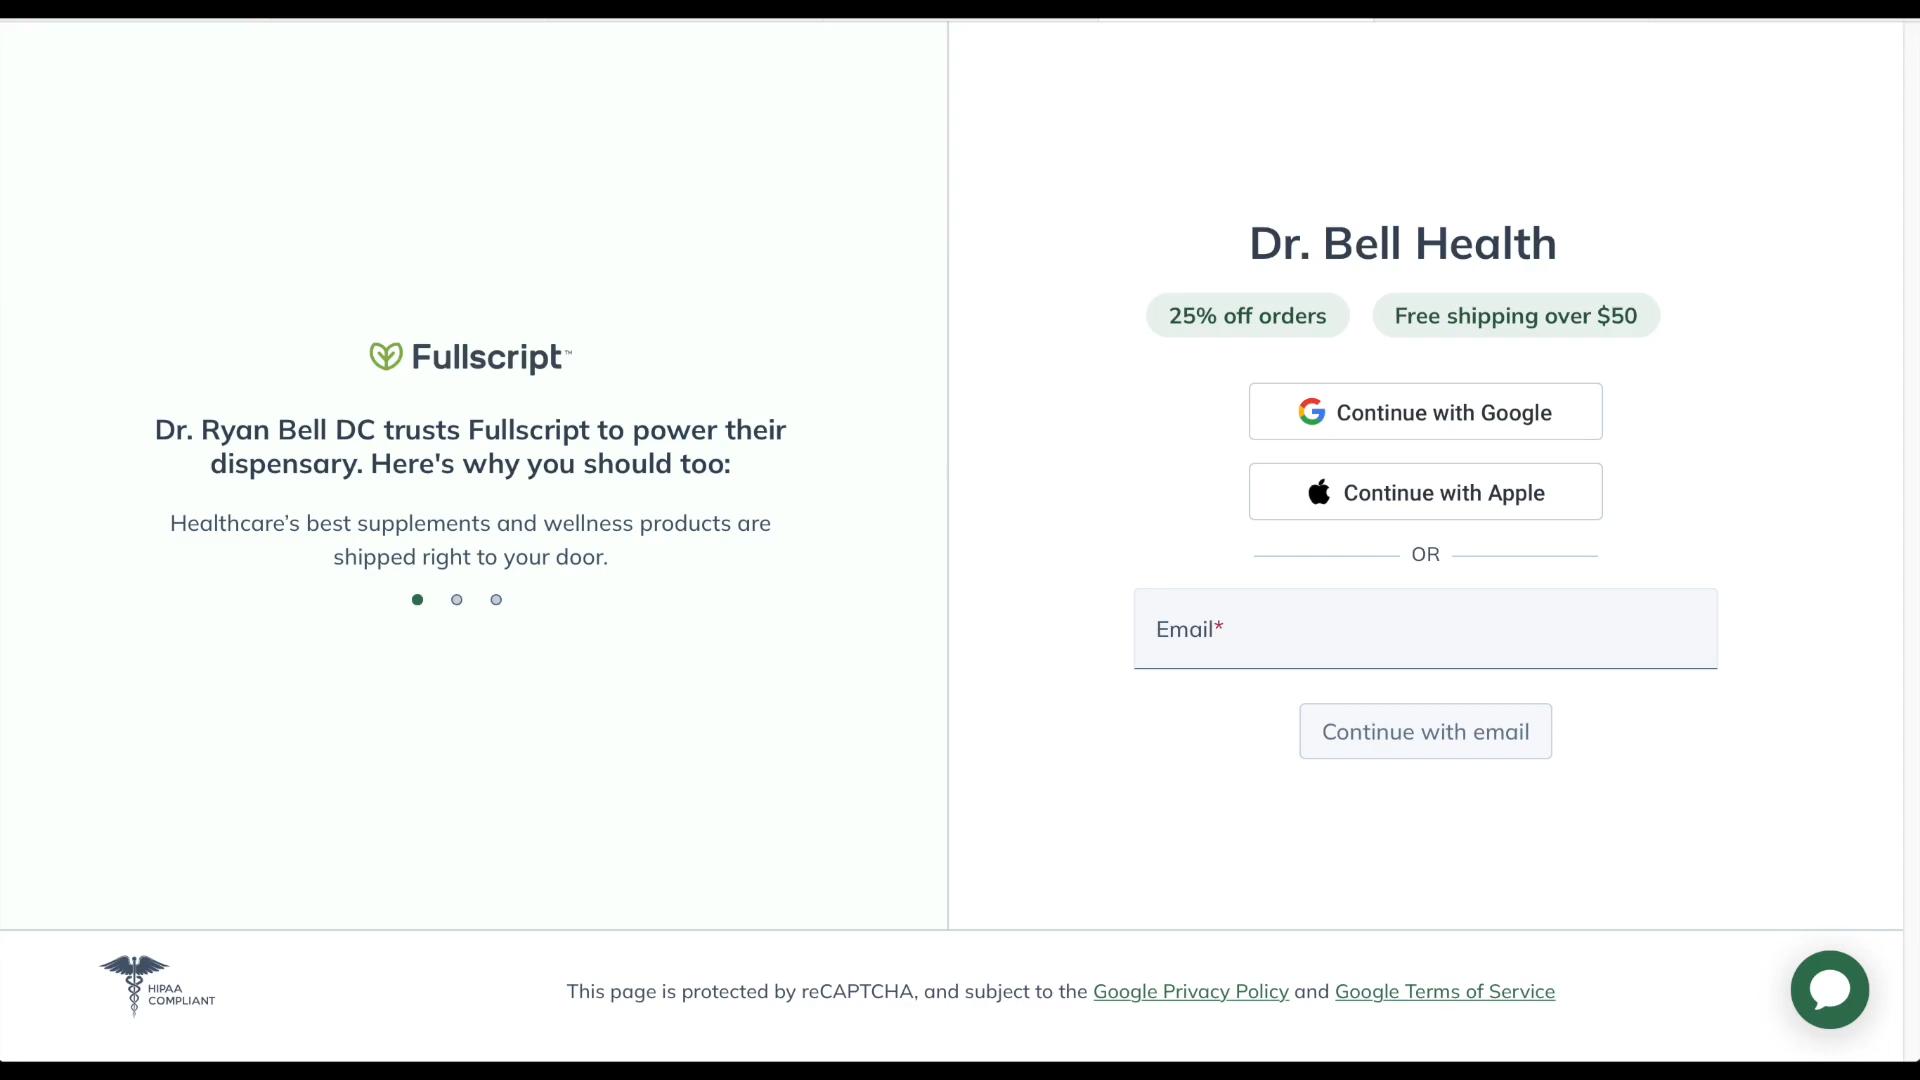 Fullscript™
Dr. Ryan Bell DC trusts Fullscript to power their
dispensary. Here's why you should too:
Healthcare’s best supplements and wellness products are
shipped right to your door.
Dr. Bell Health
25% off orders
Free shipping over $50
Continue with Google
Continue with Apple
OR
Email*
Continue with email
HIPAA
COMPLIANT
This page is protected by reCAPTCHA, and subject to the Google Privacy Policy and Google Terms of Service